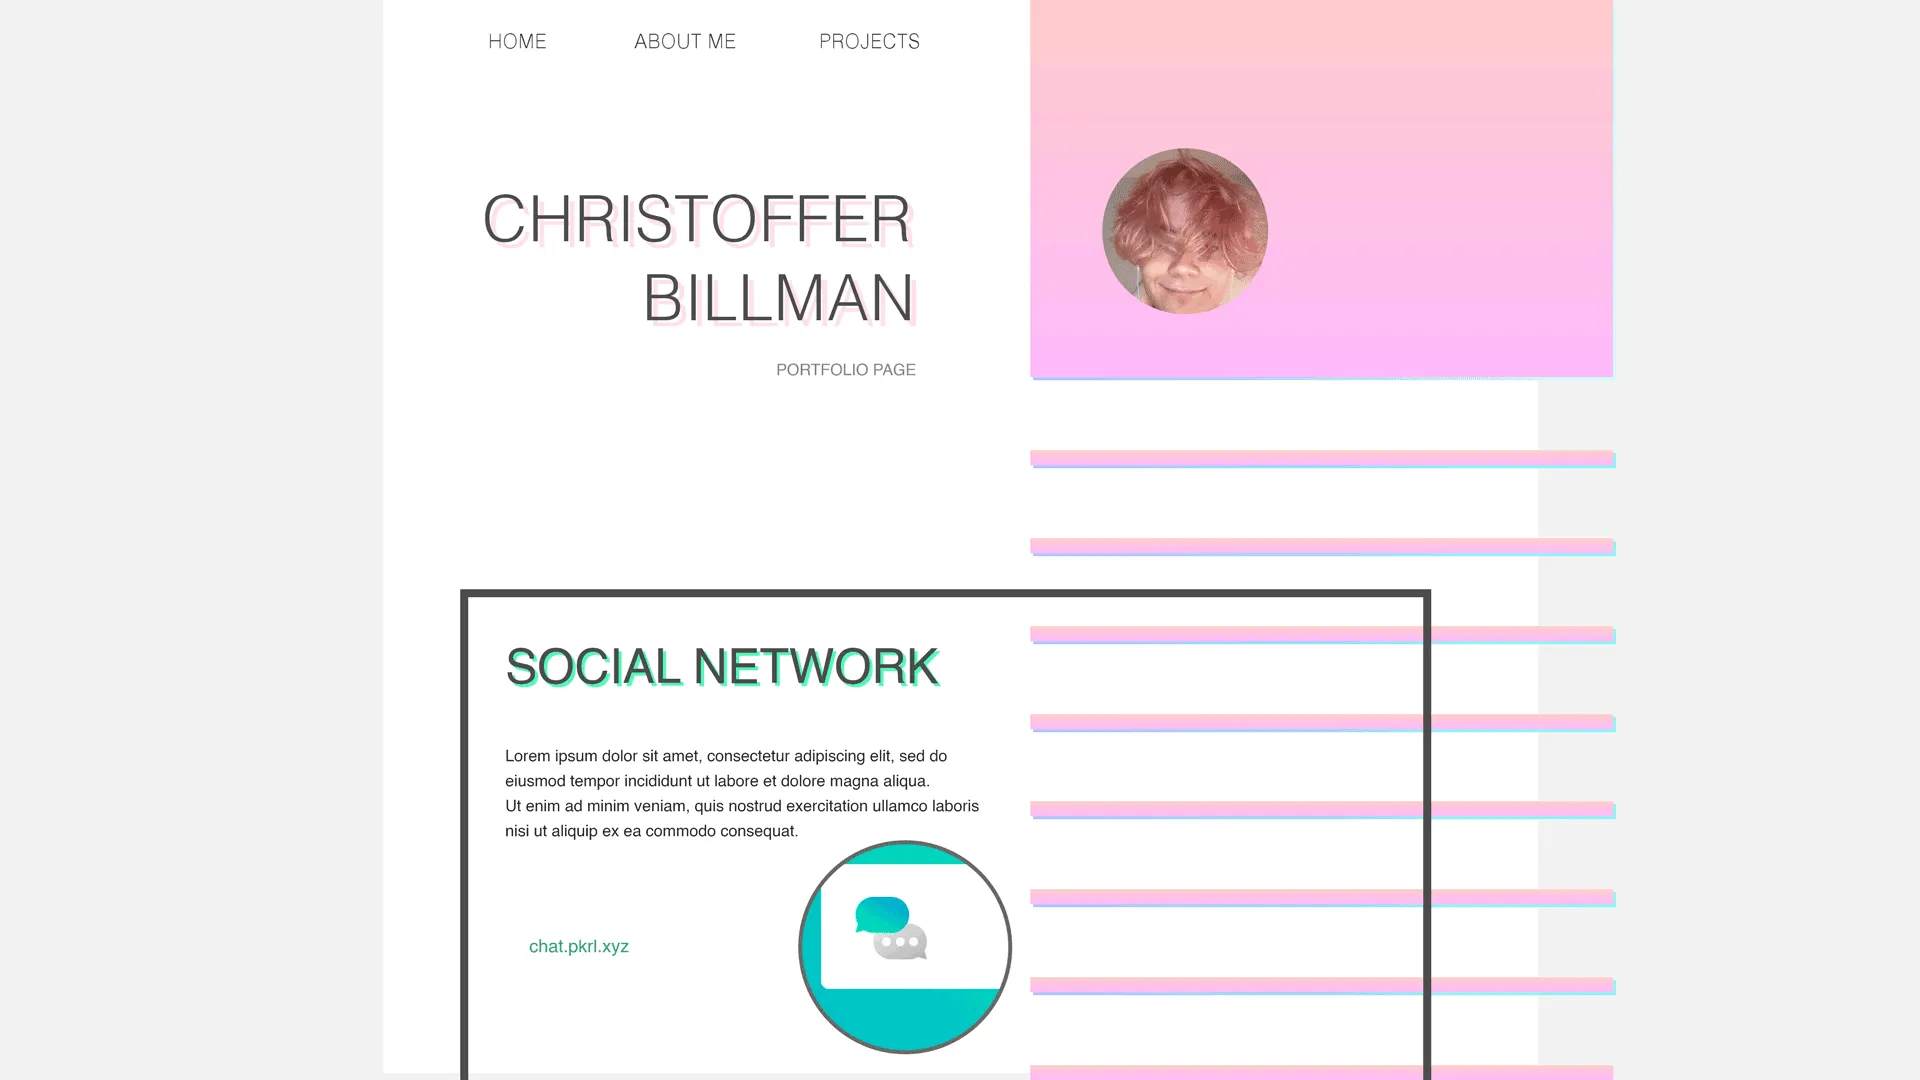 HOME ABOUT ME PROJECTS
CHRISTOFFER
BILLMAN
PORTFOLIO PAGE
SOCIAL NETWORK
Lorem ipsum dolor sit amet, consectetur adipiscing elit, sed do
eiusmod tempor incididunt ut labore et dolore magna aliqua.
Ut enim ad minim veniam, quis nostrud exercitation ullamco laboris
nisi ut aliquip ex ea commodo consequat.
chat.pkrl.xyz